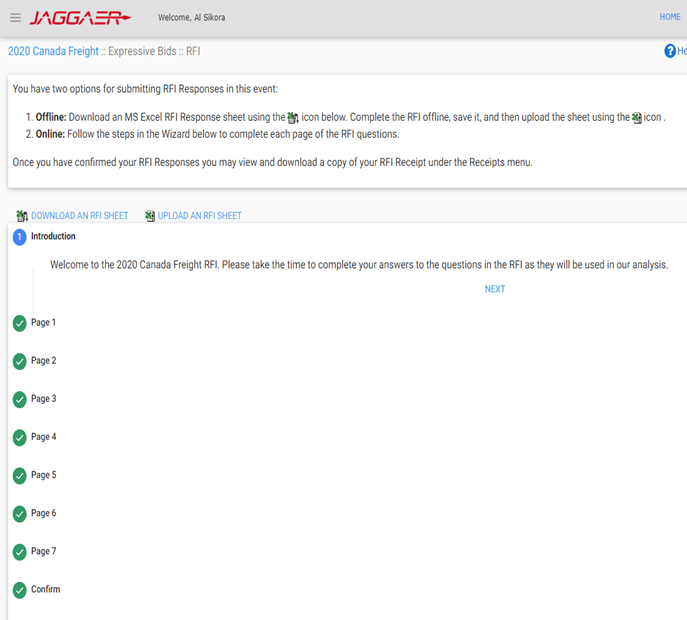 JAGGAER
Welcome, Al Sikora
HOME
2020 Canada Freight :: Expressive Bids :: RFI
? He
You have two options for submitting RFI Responses in this event:
1. Offline: Download an MS Excel RFI Response sheet using the icon below. Complete the RFI offline, save it, and then upload the sheet using the icon .
2. Online: Follow the steps in the Wizard below to complete each page of the RFI questions.
Once you have confirmed your RFI Responses you may view and download a copy of your RFI Receipt under the Receipts menu.
DOWNLOAD AN RFI SHEET UPLOAD AN RFI SHEET
1 Introduction
Welcome to the 2020 Canada Freight RFI. Please take the time to complete your answers to the questions in the RFI as they will be used in our analysis.
NEXT
Page 1
Page 2
Page 3
Page 4
Page 5
Page 6
Page 7
Confirm